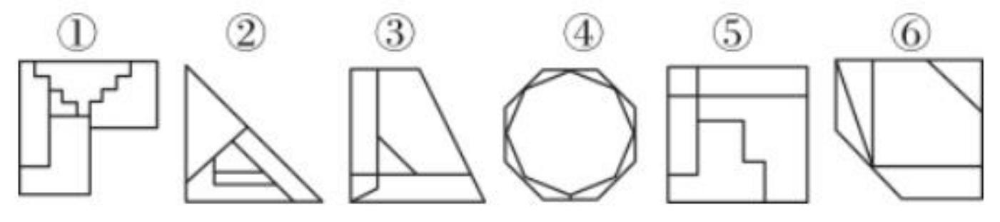 ① ② ③ ④ ⑤ ⑥